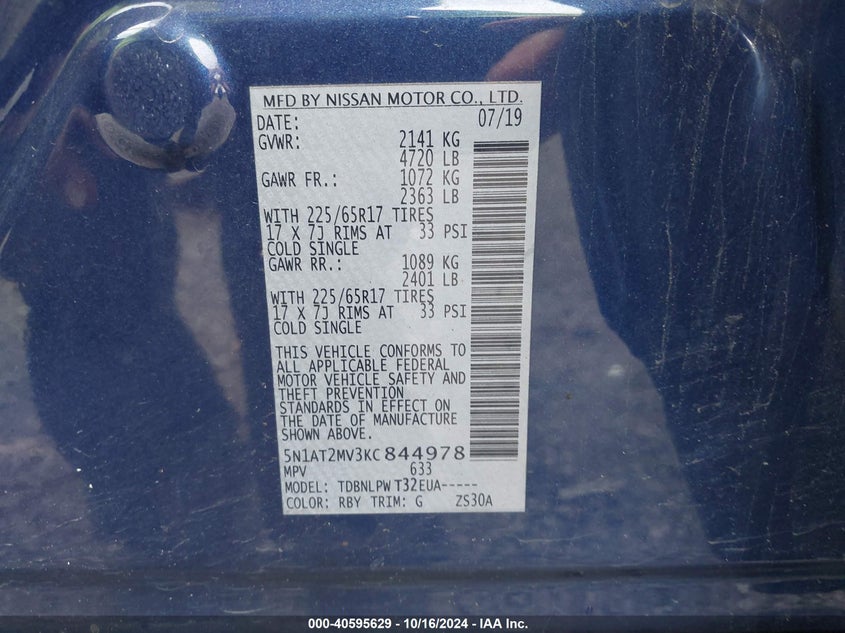 MFD BY NISSAN MOTOR CO., LTD.
DATE: 07/19
GVWR: 2141 KG
4720 LB
GAWR FR.: 1072 KG
2363 LB
WITH 225/65R17 TIRES
17 X 7J RIMS AT 33 PSI
COLD SINGLE
GAWR RR.: 1089 KG
2401 LB
WITH 225/65R17 TIRES
17 X 7J RIMS AT 33 PSI
COLD SINGLE
THIS VEHICLE CONFORMS TO
ALL APPLICABLE FEDERAL
MOTOR VEHICLE SAFETY AND
THEFT PREVENTION
STANDARDS IN EFFECT ON
THE DATE OF MANUFACTURE
SHOWN ABOVE.
5N1AT2MV3KC844978
MPV 633
MODEL: TDBNLPW T32EUA-----
COLOR: RBY TRIM: G ZS30A
000-40595629 - 10/16/2024 - IAA Inc.